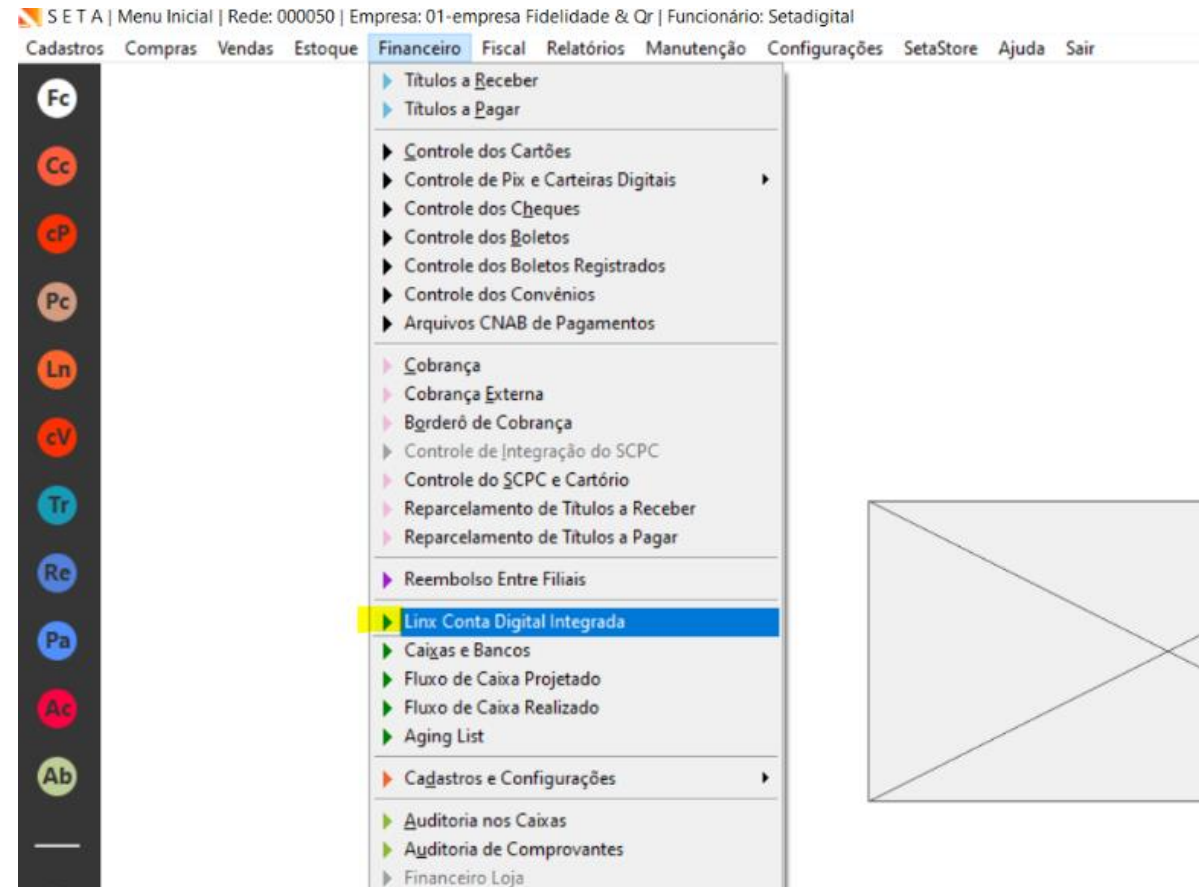 S E T A | Menu Inicial | Rede: 000050 | Empresa: 01-empresa Fidelidade & Qr | Funcionário: Setadigital
Cadastros Compras Vendas Estoque Financeiro Fiscal Relatórios Manutenção Configurações SetaStore Ajuda Sair
Fc
Cc
cP
Pc
Ln
cV
Tr
Re
Pa
Ac
Ab
Títulos a Receber
Títulos a Pagar
Controle dos Cartões
Controle de Pix e Carteiras Digitais
Controle dos Cheques
Controle dos Boletos
Controle dos Boletos Registrados
Controle dos Convênios
Arquivos CNAB de Pagamentos
Cobrança
Cobrança Externa
Borderô de Cobrança
Controle de Integração do SCPC
Controle do SCPC e Cartório
Reparcelamento de Títulos a Receber
Reparcelamento de Títulos a Pagar
Reembolso Entre Filiais
Linx Conta Digital Integrada
Caixas e Bancos
Fluxo de Caixa Projetado
Fluxo de Caixa Realizado
Aging List
Cadastros e Configurações
Auditoria nos Caixas
Auditoria de Comprovantes
Financeiro Loja